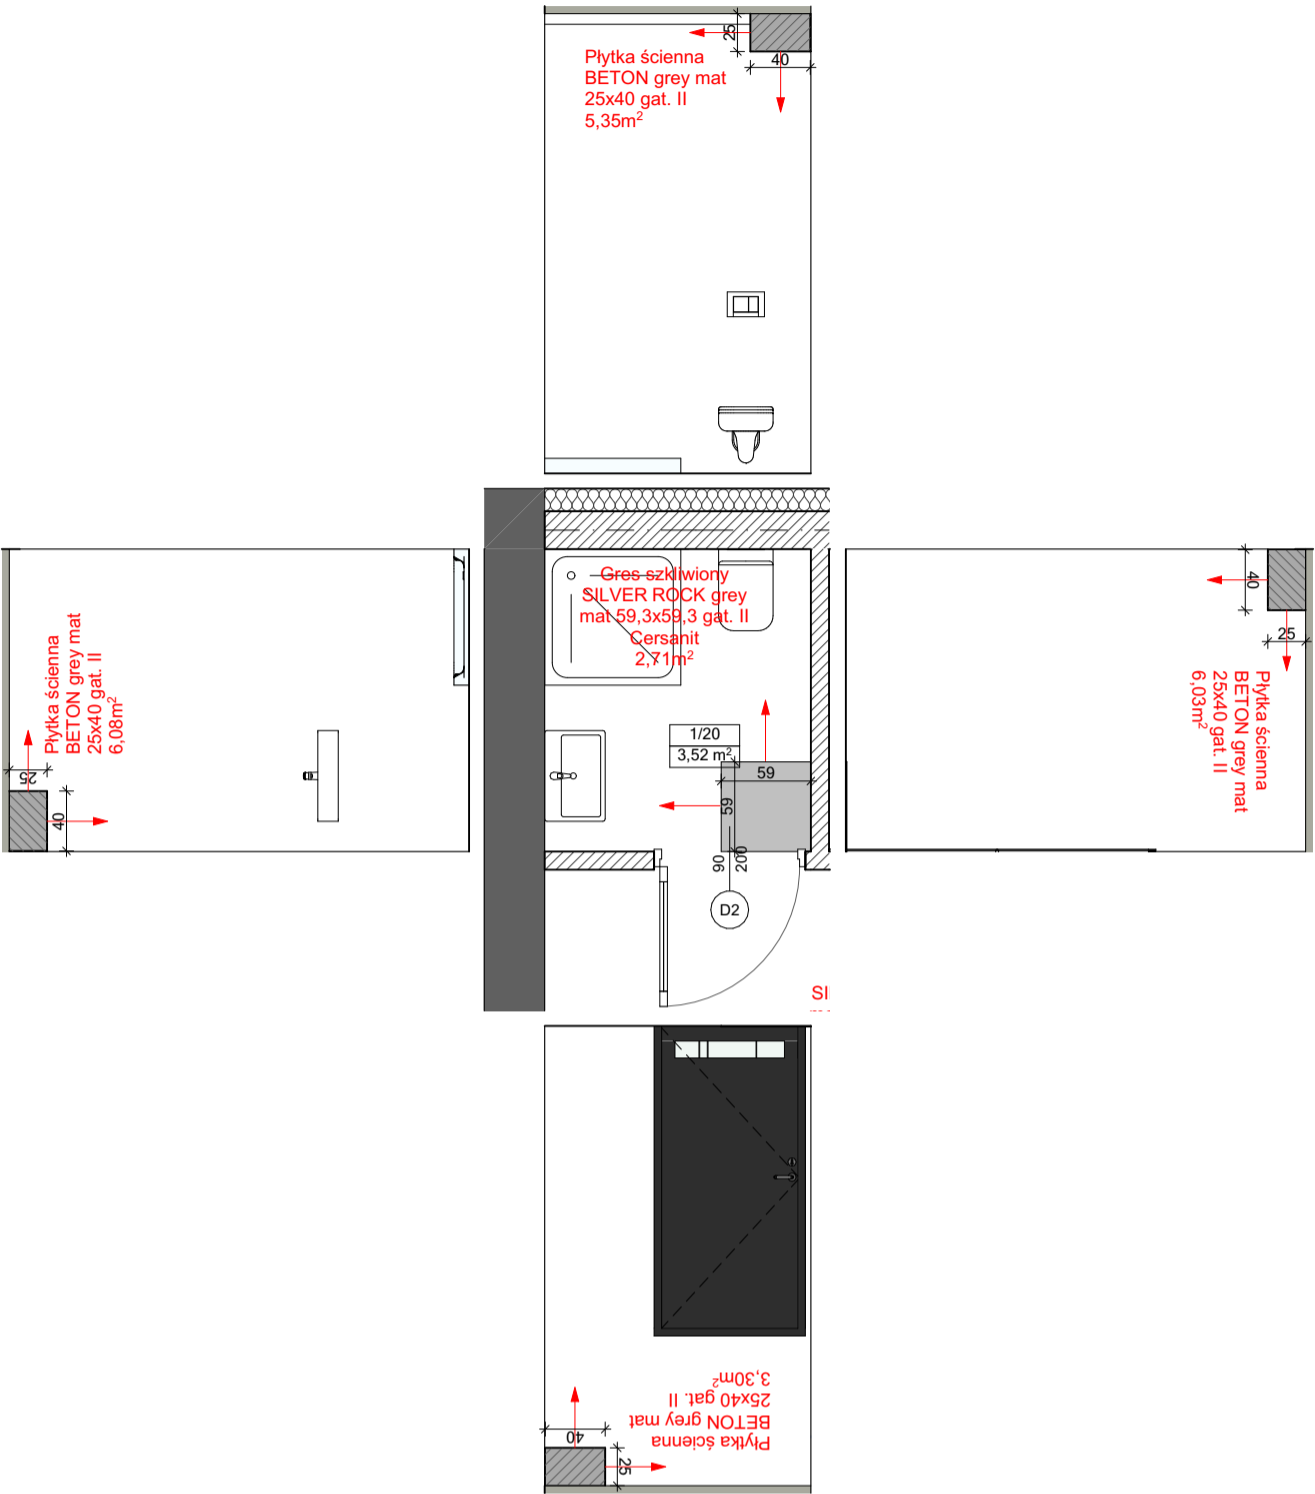 25
40
Płytka ścienna
BETON grey mat
25x40 gat. II
5,35m²
Płytka ścienna
BETON grey mat
25x40 gat. II
6,08m²
25
40
Gres szkliwiony
SILVER ROCK grey
mat 59,3x59,3 gat. II
Cersanit
2,71m²
1/20
3,52 m²
59
59
90
200
D2
SI
40
25
Płytka ścienna
BETON grey mat
25x40 gat. II
6,03m²
Płytka ścienna
BETON grey mat
25x40 gat. II
3,30m²
40
25